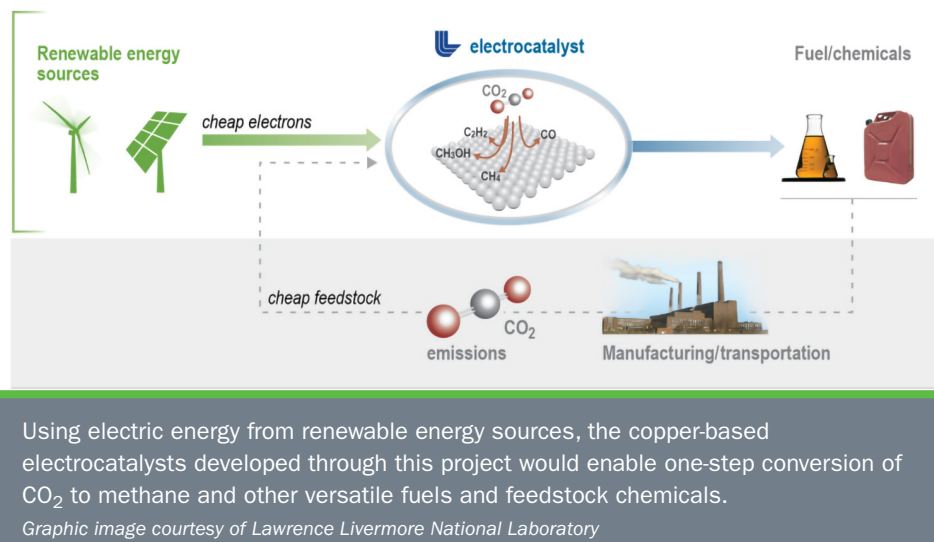 Renewable energy
sources
electrocatalyst
Fuel/chemicals
cheap electrons
CO₂
C₂H₂
CO
CH₃OH
CH₄
cheap feedstock
CO₂
emissions
Manufacturing/transportation
Using electric energy from renewable energy sources, the copper-based
electrocatalysts developed through this project would enable one-step conversion of
CO₂ to methane and other versatile fuels and feedstock chemicals.
Graphic image courtesy of Lawrence Livermore National Laboratory